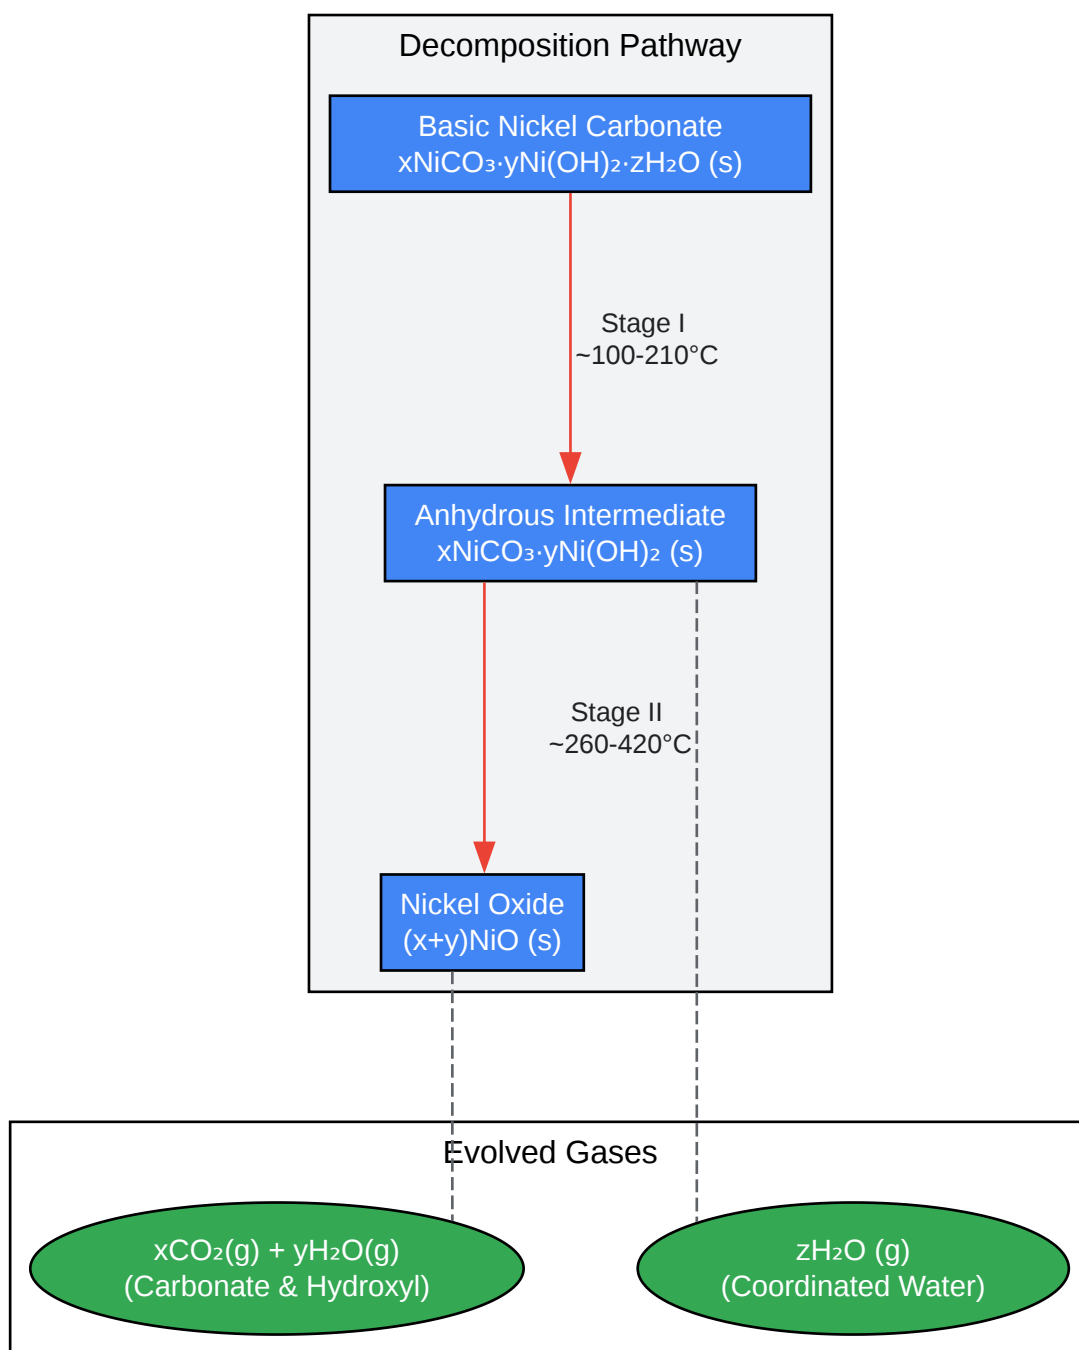 Decomposition Pathway
Basic Nickel Carbonate
xNiCO₃·yNi(OH)₂·zH₂O (s)
Stage I
~100-210°C
Anhydrous Intermediate
xNiCO₃·yNi(OH)₂ (s)
Stage II
~260-420°C
Nickel Oxide
(x+y)NiO (s)
Evolved Gases
xCO₂(g) + yH₂O(g)
(Carbonate & Hydroxyl)
zH₂O (g)
(Coordinated Water)